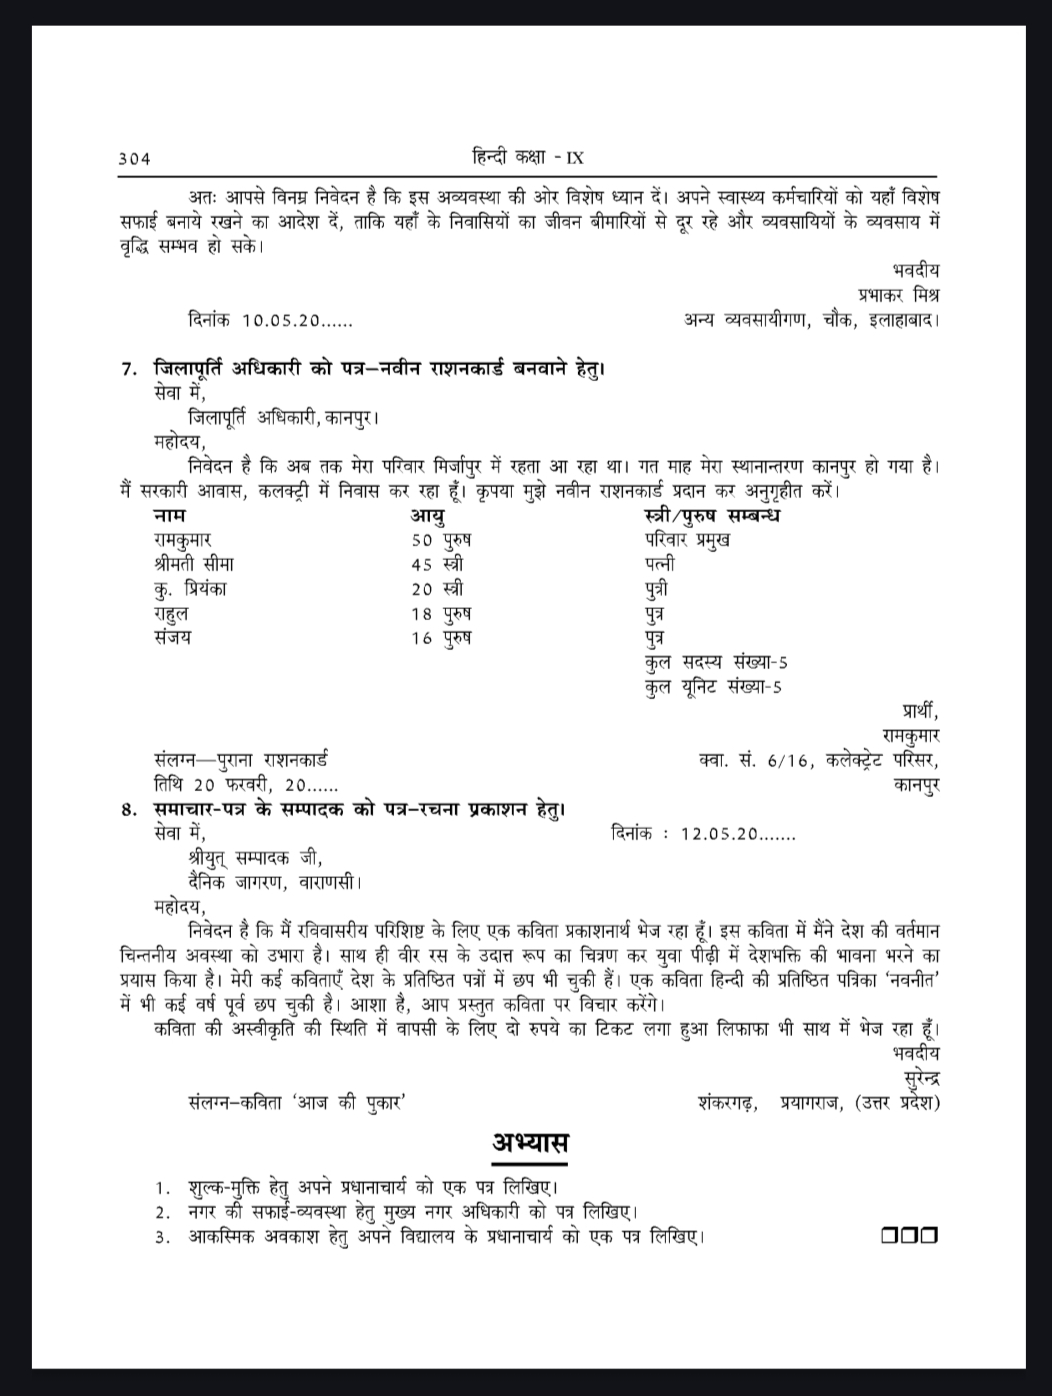 304
हिन्दी कक्षा - IX
अतः आपसे विनम्र निवेदन है कि इस अव्यवस्था की ओर विशेष ध्यान दें। अपने स्वास्थ्य कर्मचारियों को यहाँ विशेष
सफाई बनाये रखने का आदेश दें, ताकि यहाँ के निवासियों का जीवन बीमारियों से दूर रहे और व्यवसायियों के व्यवसाय में
वृद्धि सम्भव हो सके।
भवदीय
प्रभाकर मिश्र
दिनांक 10.05.20...... अन्य व्यवसायीगण, चौक, इलाहाबाद।
7. जिलापूर्ति अधिकारी को पत्र–नवीन राशनकार्ड बनवाने हेतु।
सेवा में,
जिलापूर्ति अधिकारी, कानपुर।
महोदय,
निवेदन है कि अब तक मेरा परिवार मिर्जापुर में रहता आ रहा था। गत माह मेरा स्थानान्तरण कानपुर हो गया है।
मैं सरकारी आवास, कलक्ट्री में निवास कर रहा हूँ। कृपया मुझे नवीन राशनकार्ड प्रदान कर अनुगृहीत करें।
नाम आयु स्त्री/पुरुष सम्बन्ध
रामकुमार 50 पुरुष परिवार प्रमुख
श्रीमती सीमा 45 स्त्री पत्नी
कु. प्रियंका 20 स्त्री पुत्री
राहुल 18 पुरुष पुत्र
संजय 16 पुरुष पुत्र
कुल सदस्य संख्या-5
कुल यूनिट संख्या-5
प्रार्थी,
रामकुमार
संलग्न—पुराना राशनकार्ड क्वा. सं. 6/16, कलेक्ट्रेट परिसर,
तिथि 20 फरवरी, 20...... कानपुर
8. समाचार-पत्र के सम्पादक को पत्र–रचना प्रकाशन हेतु।
सेवा में, दिनांक : 12.05.20.......
श्रीयुत् सम्पादक जी,
दैनिक जागरण, वाराणसी।
महोदय,
निवेदन है कि मैं रविवासरीय परिशिष्ट के लिए एक कविता प्रकाशनार्थ भेज रहा हूँ। इस कविता में मैंने देश की वर्तमान
चिन्तनीय अवस्था को उभारा है। साथ ही वीर रस के उदात्त रूप का चित्रण कर युवा पीढ़ी में देशभक्ति की भावना भरने का
प्रयास किया है। मेरी कई कविताएँ देश के प्रतिष्ठित पत्रों में छप भी चुकी हैं। एक कविता हिन्दी की प्रतिष्ठित पत्रिका ‘नवनीत’
में भी कई वर्ष पूर्व छप चुकी है। आशा है, आप प्रस्तुत कविता पर विचार करेंगे।
कविता की अस्वीकृति की स्थिति में वापसी के लिए दो रुपये का टिकट लगा हुआ लिफाफा भी साथ में भेज रहा हूँ।
भवदीय
सुरेन्द्र
संलग्न–कविता ‘आज की पुकार’ शंकरगढ़, प्रयागराज, (उत्तर प्रदेश)
अभ्यास
1. शुल्क-मुक्ति हेतु अपने प्रधानाचार्य को एक पत्र लिखिए।
2. नगर की सफाई-व्यवस्था हेतु मुख्य नगर अधिकारी को पत्र लिखिए।
3. आकस्मिक अवकाश हेतु अपने विद्यालय के प्रधानाचार्य को एक पत्र लिखिए।